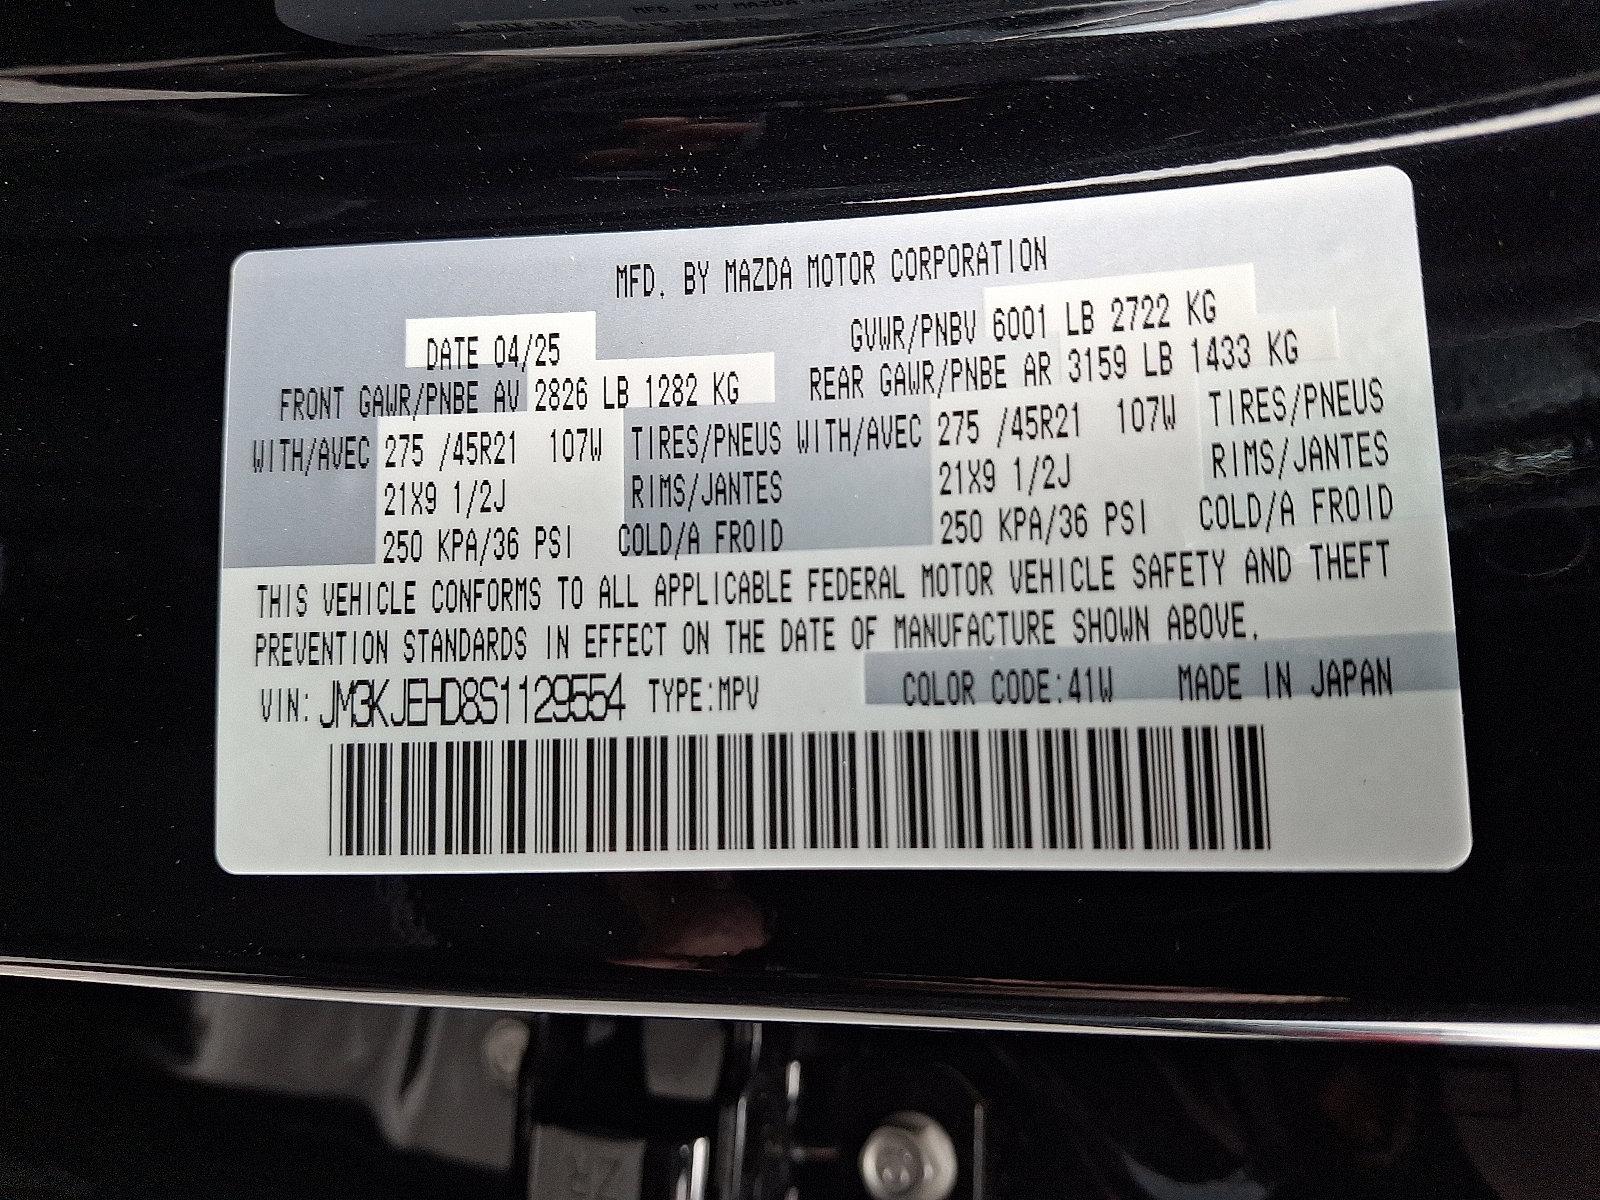 MFD. BY MAZDA MOTOR CORPORATION
DATE 04/25 GVWR/PNBV 6001 LB 2722 KG
FRONT GAWR/PNBE AV 2826 LB 1282 KG REAR GAWR/PNBE AR 3159 LB 1433 KG
WITH/AVEC 275 /45R21 107W TIRES/PNEUS WITH/AVEC 275 /45R21 107W TIRES/PNEUS
21X9 1/2J RIMS/JANTES 21X9 1/2J RIMS/JANTES
250 KPA/36 PSI COLD/A FROID 250 KPA/36 PSI COLD/A FROID
THIS VEHICLE CONFORMS TO ALL APPLICABLE FEDERAL MOTOR VEHICLE SAFETY AND THEFT
PREVENTION STANDARDS IN EFFECT ON THE DATE OF MANUFACTURE SHOWN ABOVE.
VIN: JM3KJEHD8S1129554 TYPE:MPV COLOR CODE:41W MADE IN JAPAN